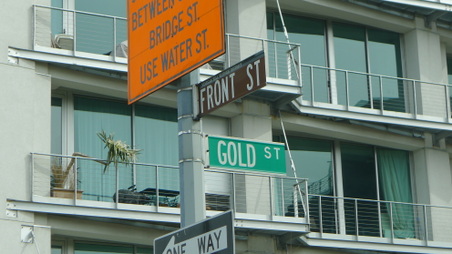 BETWEEN
BRIDGE ST.
USE WATER ST.
FRONT ST
GOLD ST
ONE WAY